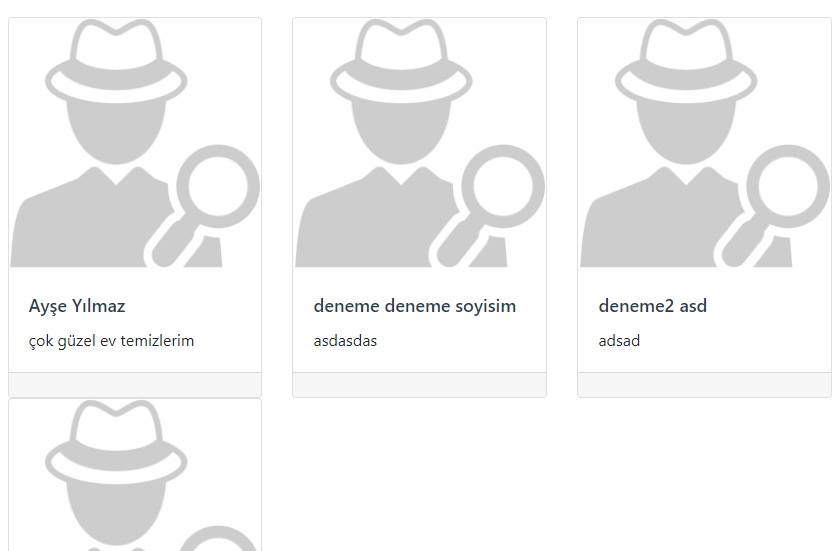 Ayşe Yılmaz
çok güzel ev temizlerim
deneme deneme soyisim
asdasdas
deneme2 asd
adsad